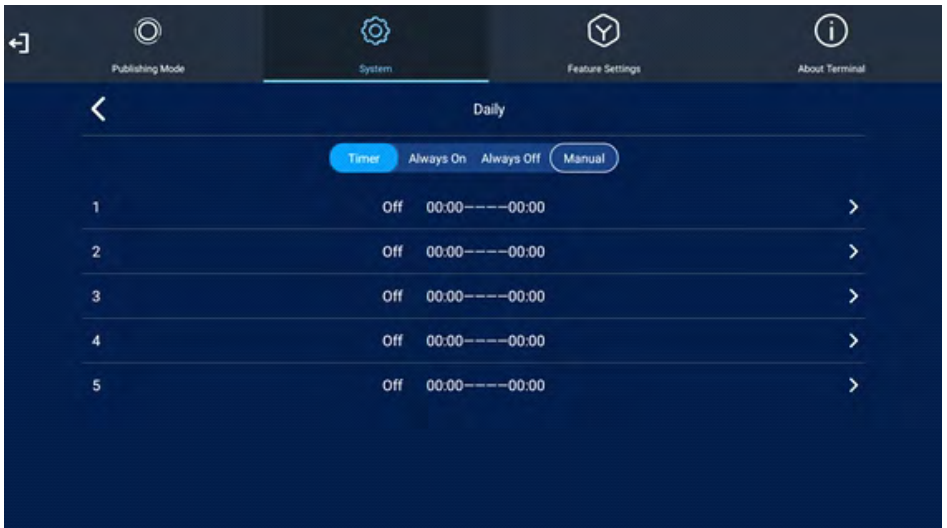 Publishing Mode System Feature Settings About Terminal
Daily
Timer Always On Always Off Manual
1 Off 00:00----00:00
2 Off 00:00----00:00
3 Off 00:00----00:00
4 Off 00:00----00:00
5 Off 00:00----00:00